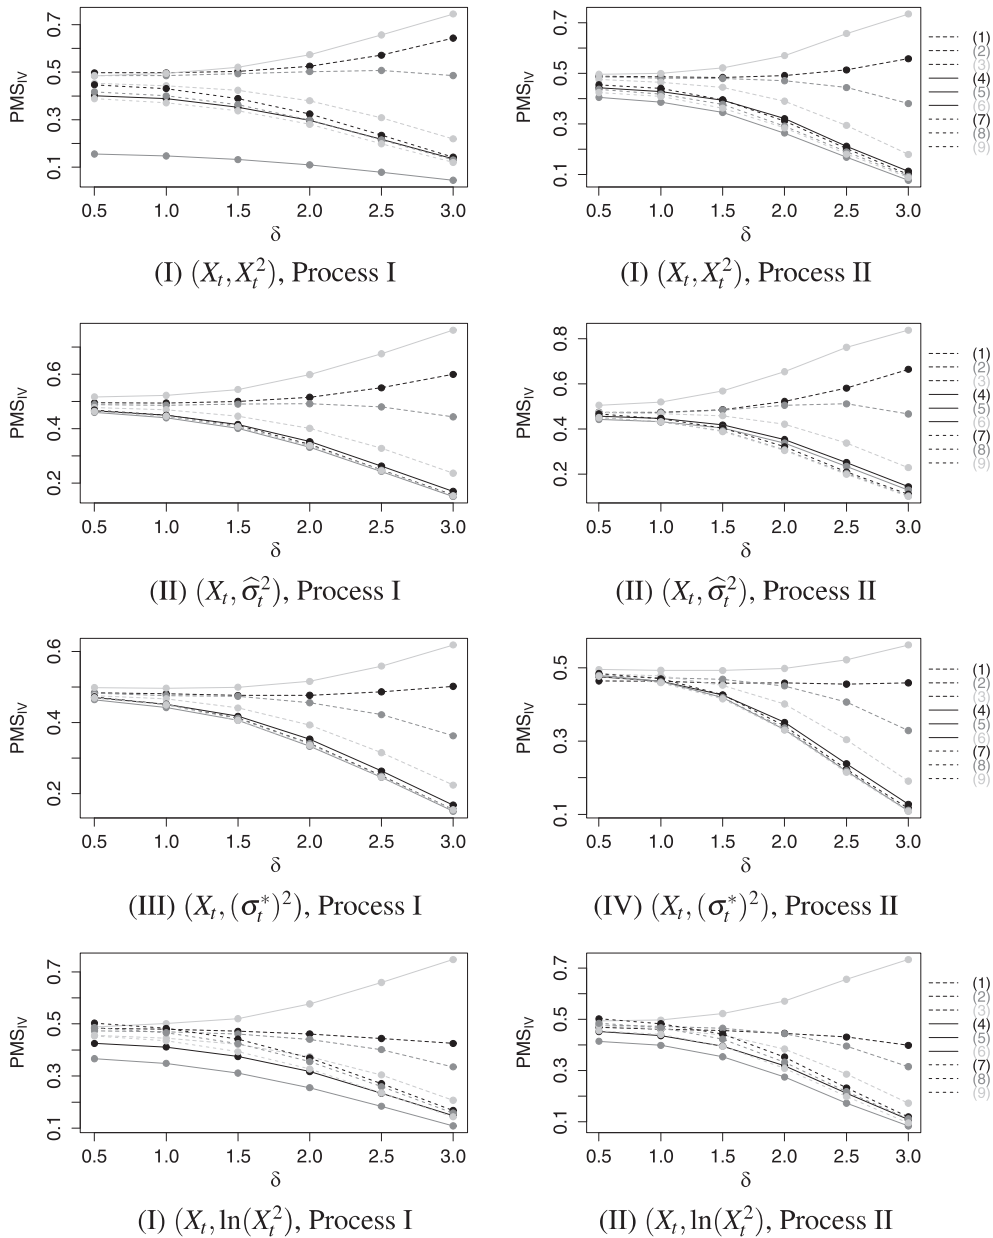 PMS_IV
0.1 0.3 0.5 0.7
0.5 1.0 1.5 2.0 2.5 3.0
δ
(I) (X_t, X_t^2), Process I
PMS_IV
0.1 0.3 0.5 0.7
0.5 1.0 1.5 2.0 2.5 3.0
δ
(I) (X_t, X_t^2), Process II
(1)
(2)
(3)
(4)
(5)
(6)
(7)
(8)
(9)
PMS_IV
0.2 0.4 0.6
0.5 1.0 1.5 2.0 2.5 3.0
δ
(II) (X_t, σ̂_t^2), Process I
PMS_IV
0.2 0.4 0.6 0.8
0.5 1.0 1.5 2.0 2.5 3.0
δ
(II) (X_t, σ̂_t^2), Process II
(1)
(2)
(3)
(4)
(5)
(6)
(7)
(8)
(9)
PMS_IV
0.2 0.4 0.6
0.5 1.0 1.5 2.0 2.5 3.0
δ
(III) (X_t, (σ_t^*)^2), Process I
PMS_IV
0.1 0.3 0.5
0.5 1.0 1.5 2.0 2.5 3.0
δ
(IV) (X_t, (σ_t^*)^2), Process II
(1)
(2)
(3)
(4)
(5)
(6)
(7)
(8)
(9)
PMS_IV
0.1 0.3 0.5 0.7
0.5 1.0 1.5 2.0 2.5 3.0
δ
(I) (X_t, ln(X_t^2), Process I
PMS_IV
0.1 0.3 0.5 0.7
0.5 1.0 1.5 2.0 2.5 3.0
δ
(II) (X_t, ln(X_t^2), Process II
(1)
(2)
(3)
(4)
(5)
(6)
(7)
(8)
(9)